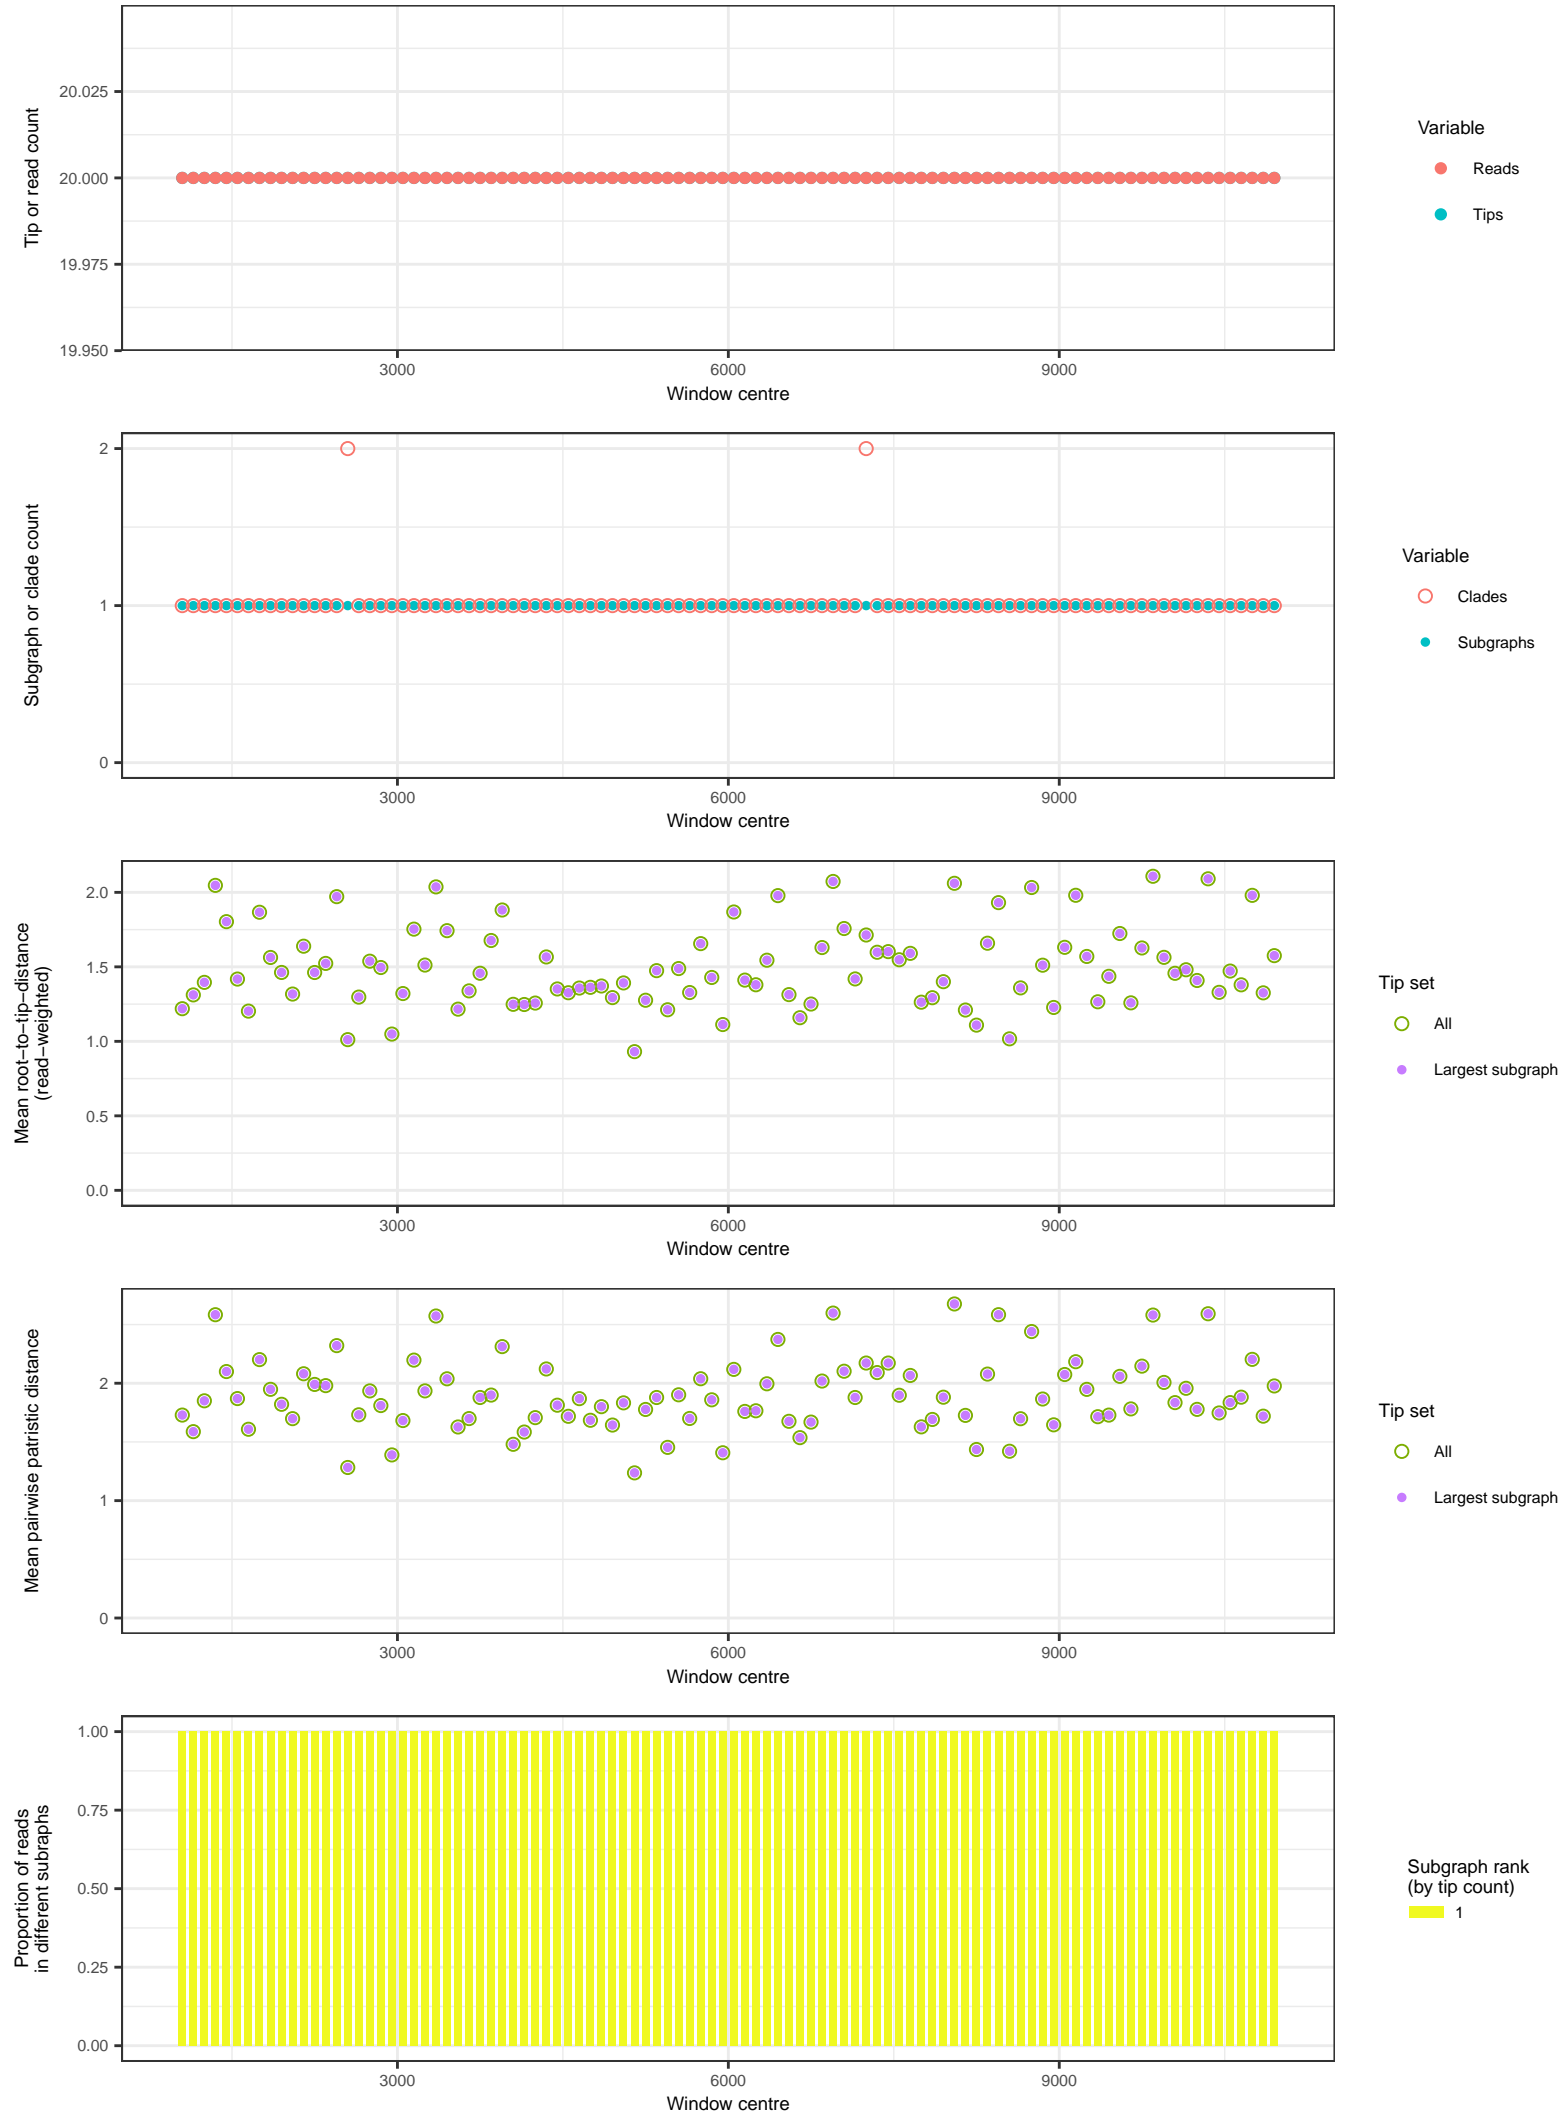 20.025
20.000
19.975
19.950
Tip or read count
3000
6000
9000
Window centre
Variable
Reads
Tips
2
1
0
Subgraph or clade count
3000
6000
9000
Window centre
Variable
Clades
Subgraphs
2.0
1.5
1.0
0.5
0.0
Mean root−to−tip−distance
(read−weighted)
3000
6000
9000
Window centre
Tip set
All
Largest subgraph
2
1
0
Mean pairwise patristic distance
3000
6000
9000
Window centre
Tip set
All
Largest subgraph
1.00
0.75
0.50
0.25
0.00
Proportion of reads
in different subraphs
3000
6000
9000
Window centre
Subgraph rank
(by tip count)
1